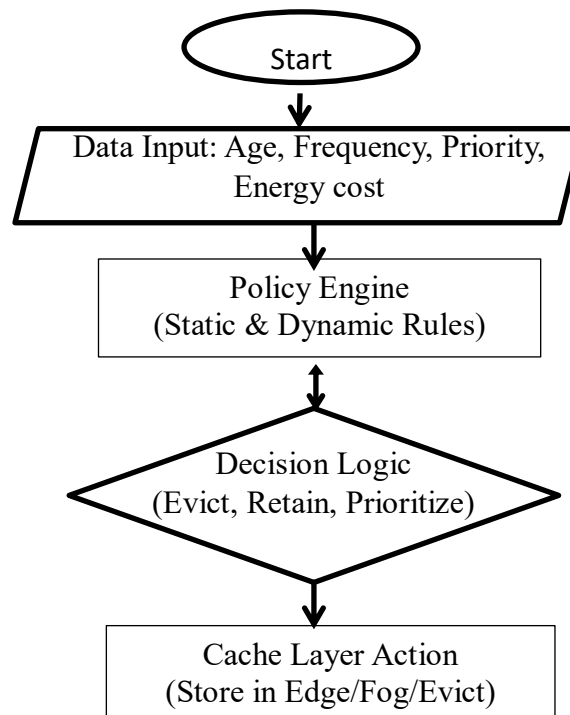 Start
Data Input: Age, Frequency, Priority,
Energy cost
Policy Engine
(Static & Dynamic Rules)
Decision Logic
(Evict, Retain, Prioritize)
Cache Layer Action
(Store in Edge/Fog/Evict)